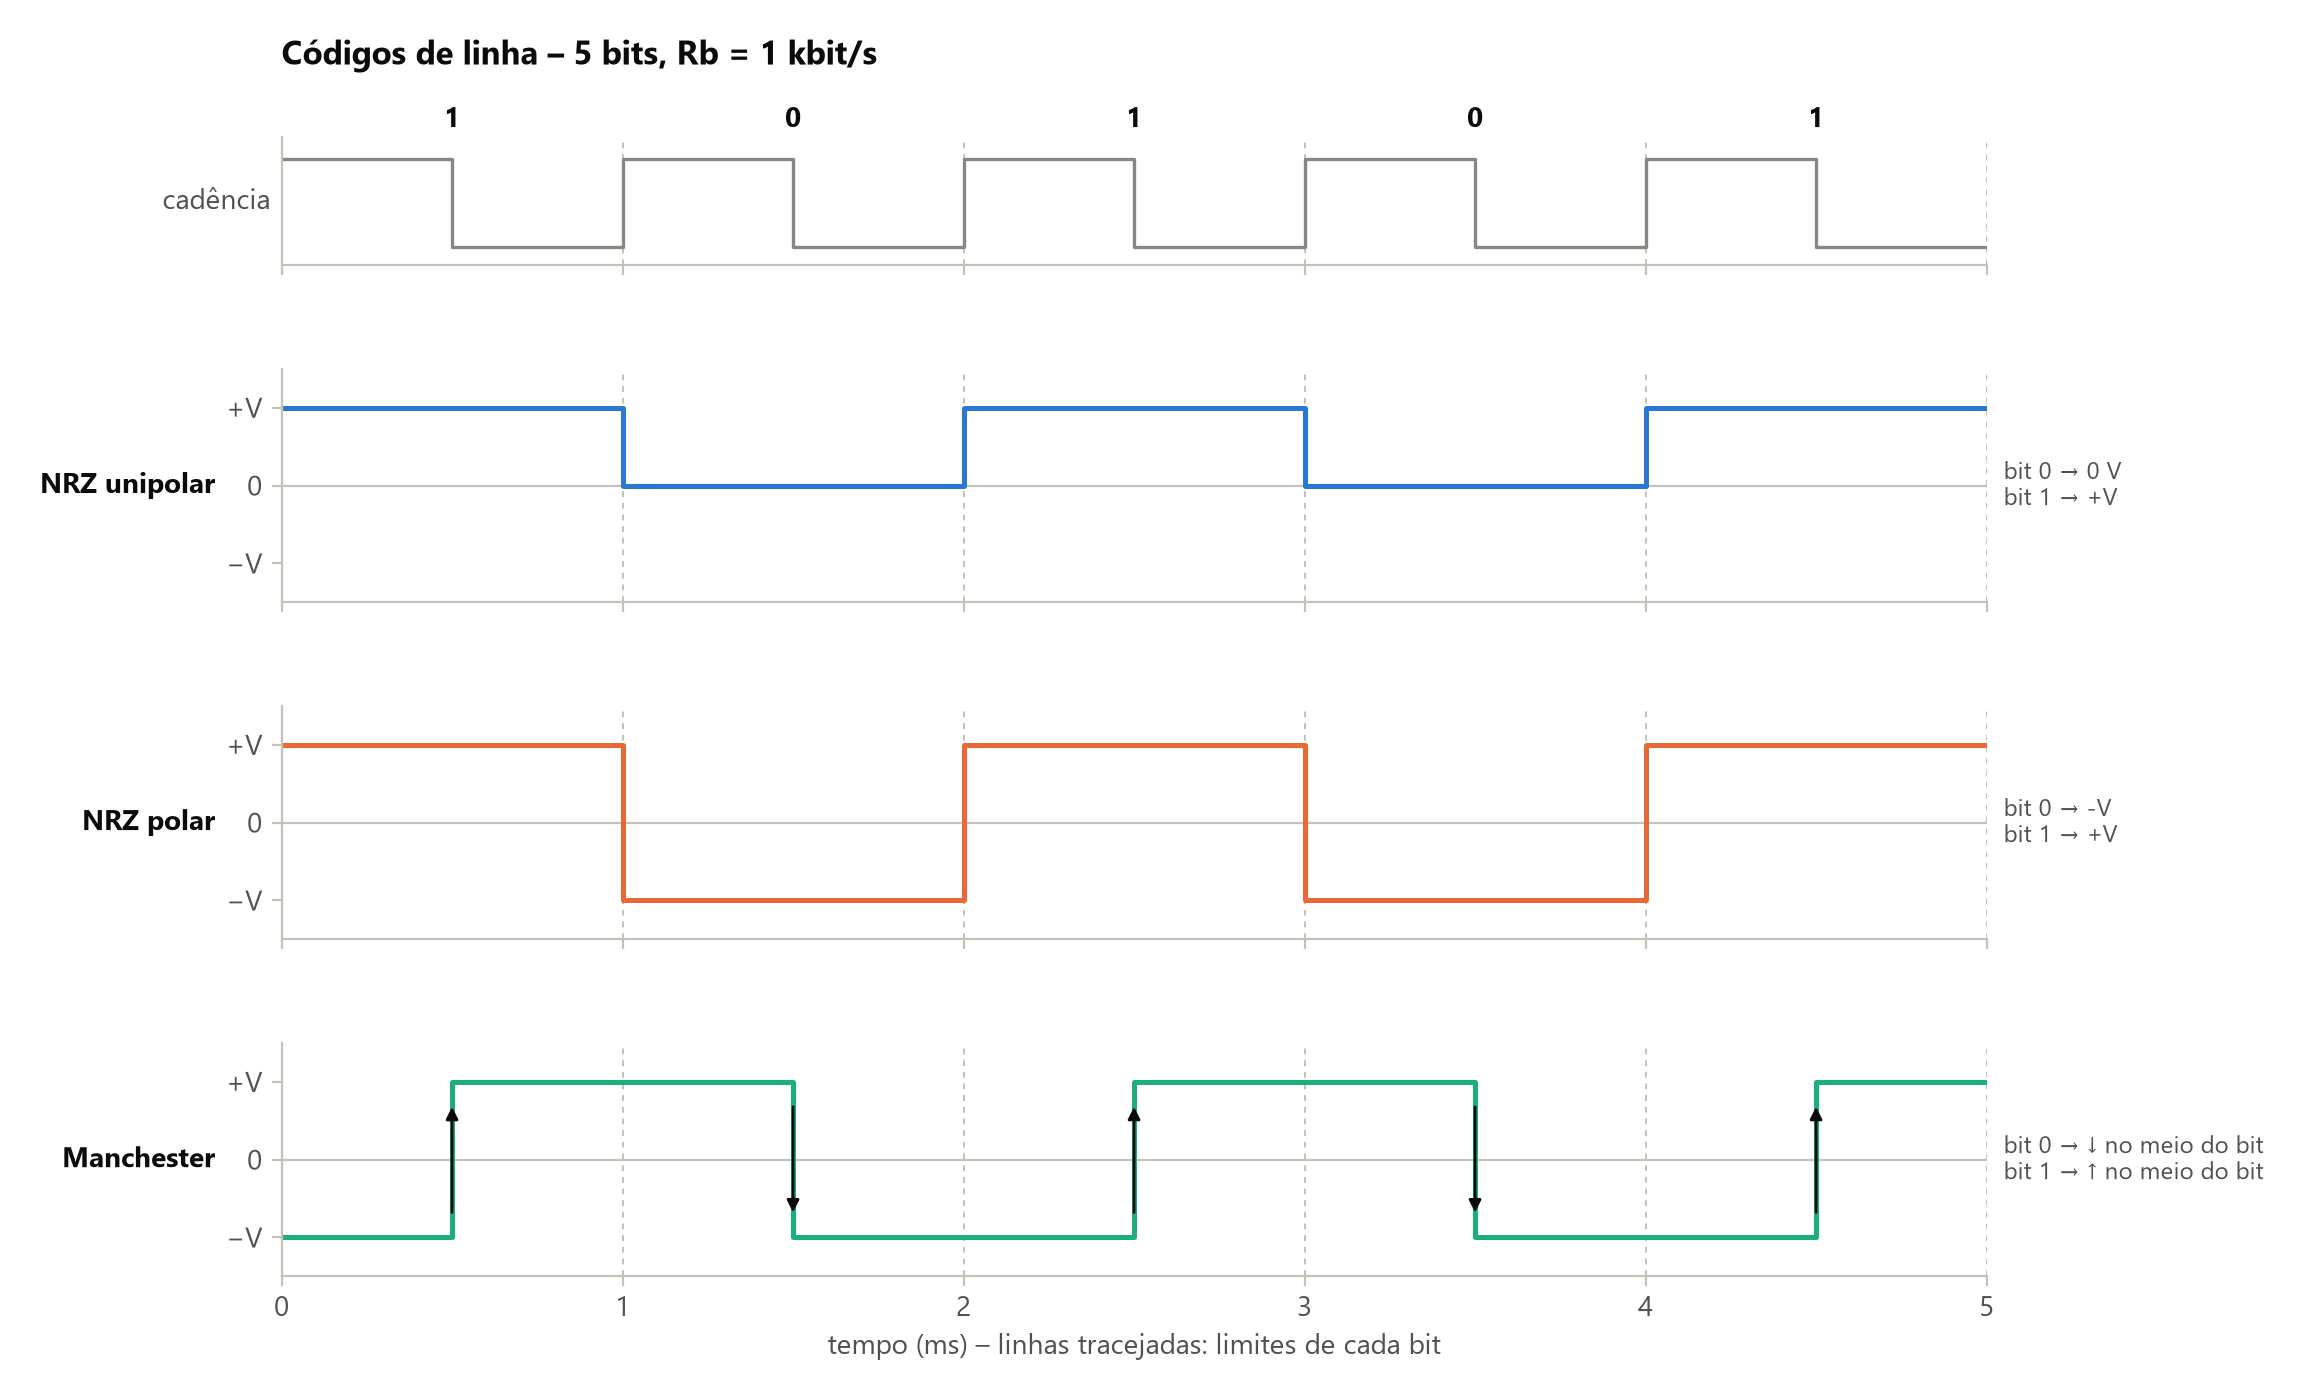 Códigos de linha – 5 bits, Rb = 1 kbit/s
1 0 1 0 1
cadência
+V
NRZ unipolar 0
−V
bit 0 → 0 V
bit 1 → +V
+V
NRZ polar 0
−V
bit 0 → -V
bit 1 → +V
+V
Manchester 0
−V
bit 0 → ↓ no meio do bit
bit 1 → ↑ no meio do bit
0 1 2 3 4 5
tempo (ms) – linhas tracejadas: limites de cada bit